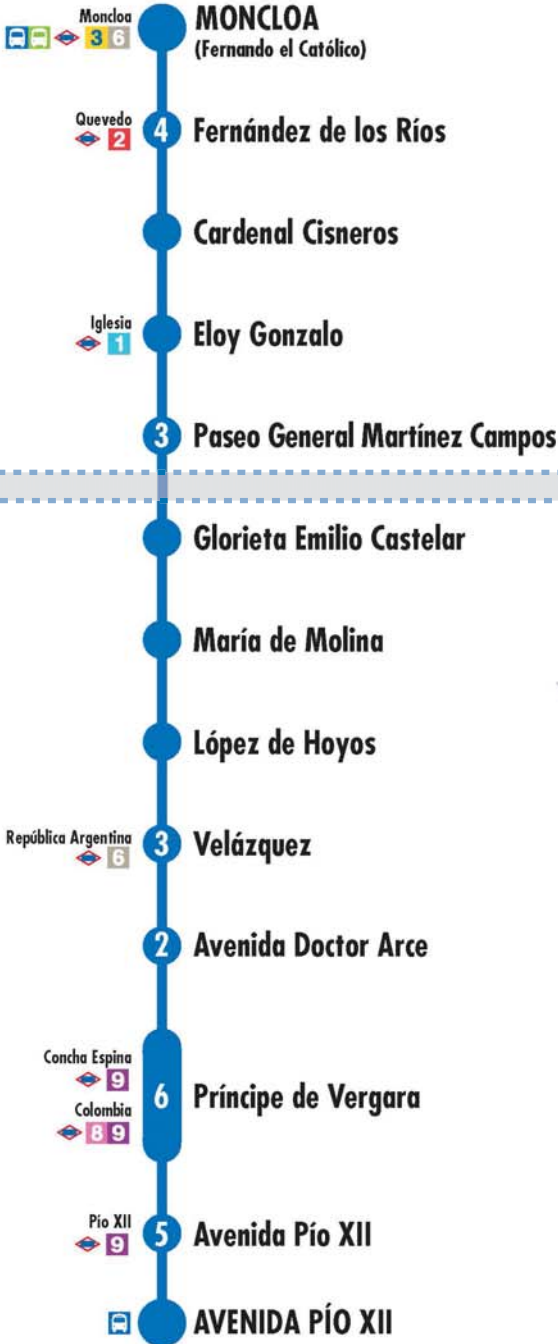 Moncloa
3 6
MONCLOA
(Fernando el Católico)
Quevedo
2
4
Fernández de los Ríos
Cardenal Cisneros
Iglesia
1
Eloy Gonzalo
3
Paseo General Martínez Campos
Glorieta Emilio Castelar
María de Molina
López de Hoyos
República Argentina
6
3
Velázquez
2
Avenida Doctor Arce
Concha Espina
9
Colombia
8 9
6
Príncipe de Vergara
Pío XII
9
5
Avenida Pío XII
AVENIDA PÍO XII